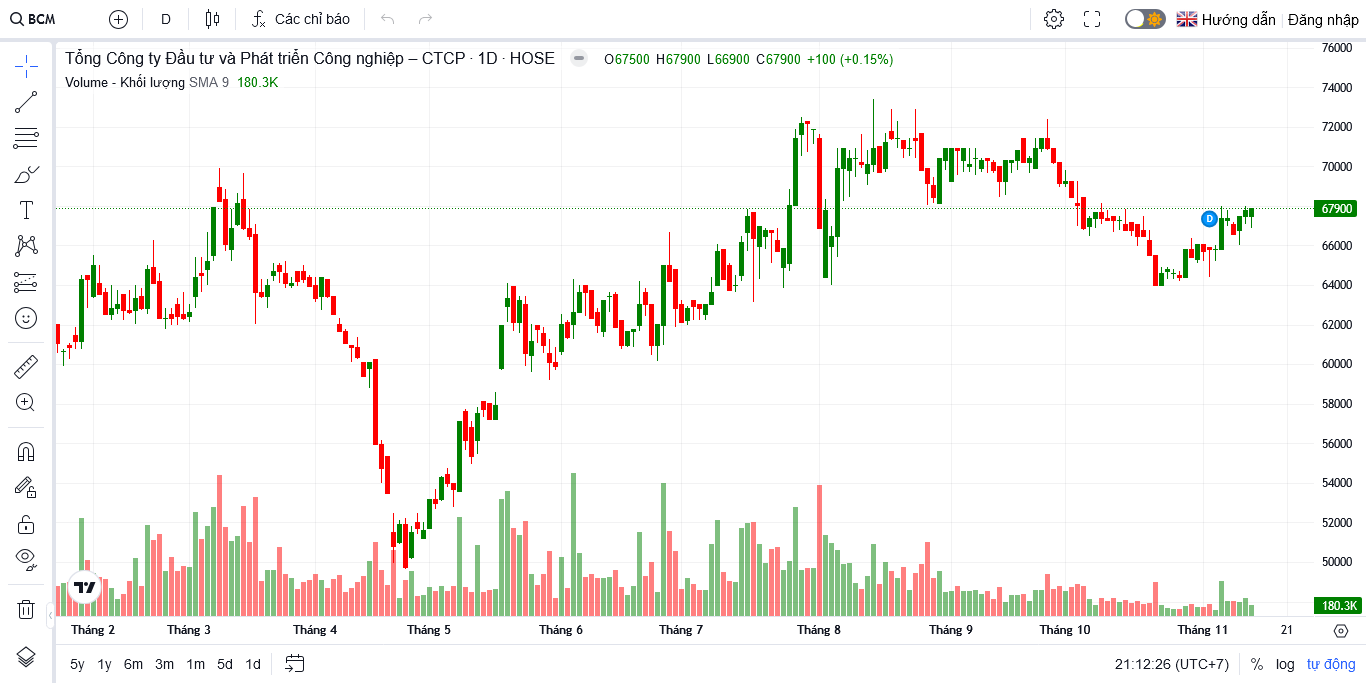 BCM D Các chỉ báo Hướng dẫn Đăng nhập
Tổng Công ty Đầu tư và Phát triển Công nghiệp – CTCP · 1D · HOSE O67500 H67900 L66900 C67900 +100 (+0.15%)
Volume - Khối lượng SMA 9 180.3K
76000
74000
72000
70000
67900
66000
64000
62000
60000
58000
56000
54000
52000
50000
180.3K
D
Tháng 2 Tháng 3 Tháng 4 Tháng 5 Tháng 6 Tháng 7 Tháng 8 Tháng 9 Tháng 10 Tháng 11 21
5y 1y 6m 3m 1m 5d 1d 21:12:26 (UTC+7) % log tự động